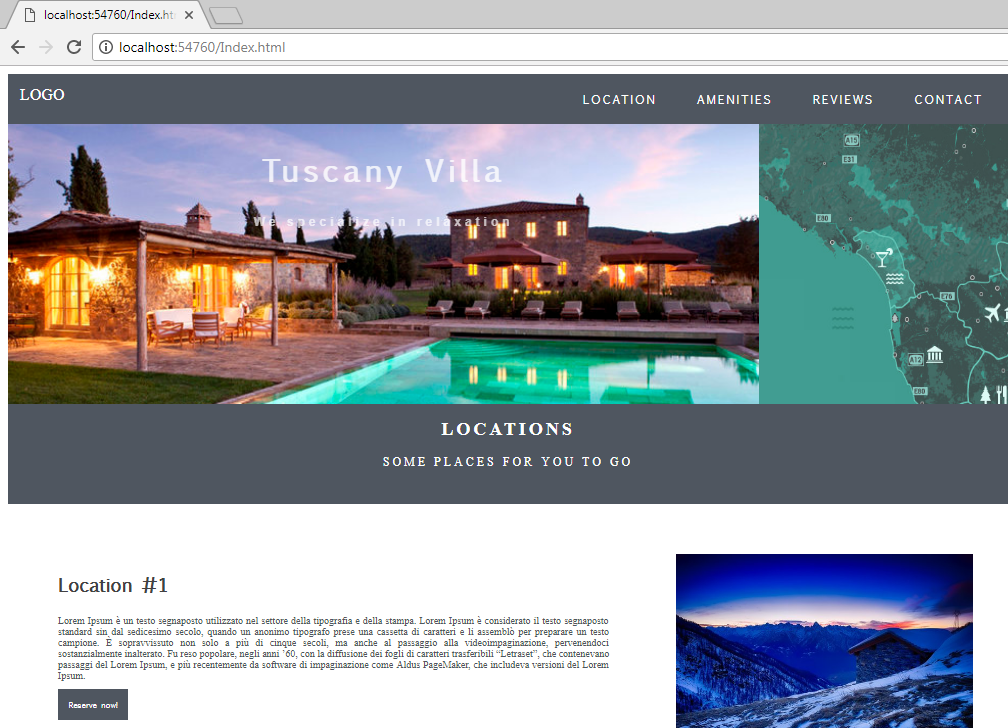 localhost:54760/Index.ht
localhost:54760/Index.html
LOGO
LOCATION AMENITIES REVIEWS CONTACT
Tuscany Villa
We specialize in relaxation
A15
E31
E80
E76
A12
E80
LOCATIONS
SOME PLACES FOR YOU TO GO
Location #1
Lorem Ipsum è un testo segnaposto utilizzato nel settore della tipografia e della stampa. Lorem Ipsum è considerato il testo segnaposto
standard sin dal sedicesimo secolo, quando un anonimo tipografo prese una cassetta di caratteri e li assemblò per preparare un testo
campione. È sopravvissuto non solo a più di cinque secoli, ma anche al passaggio alla videoimpaginazione, pervenendoci
sostanzialmente inalterato. Fu reso popolare, negli anni ’60, con la diffusione dei fogli di caratteri trasferibili “Letraset”, che contenevano
passaggi del Lorem Ipsum, e più recentemente da software di impaginazione come Aldus PageMaker, che includeva versioni del Lorem
Ipsum.
Reserve now!